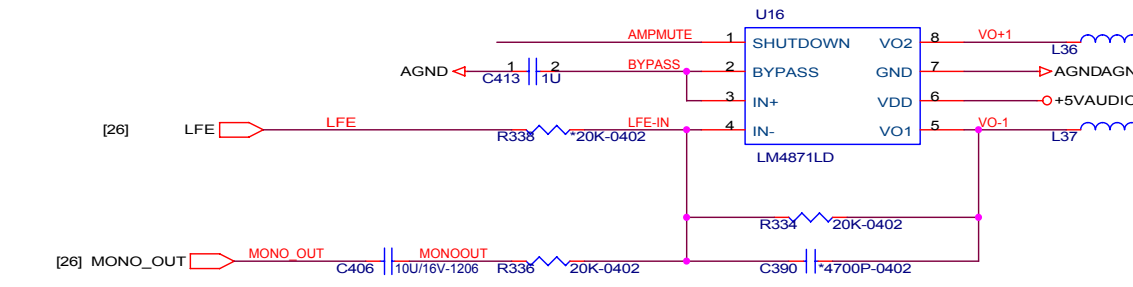 U16
AMPMUTE 1 SHUTDOWN VO2 8 VO+1 L36
AGND 1 2 C413 1U BYPASS 2 BYPASS GND 7 AGNDAGN
3 IN+ VDD 6 +5VAUDIO
[26] LFE LFE R338 *20K-0402 LFE-IN 4 IN- VO1 5 VO-1 L37
LM4871LD
R334 20K-0402
[26] MONO_OUT MONO_OUT C406 10U/16V-1206 MONOOUT R336 20K-0402 C390 *4700P-0402